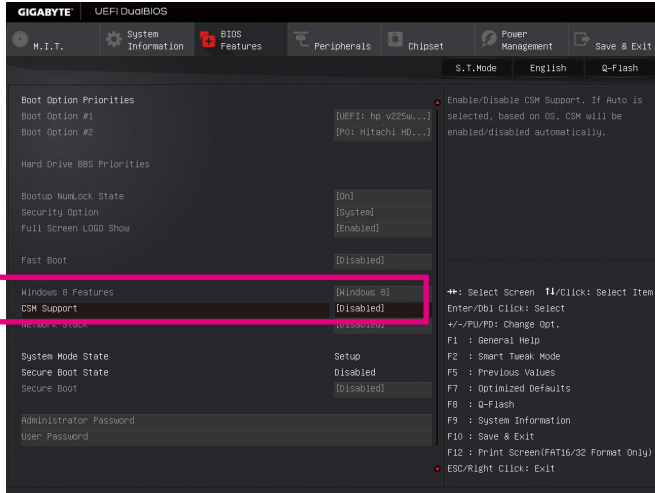 GIGABYTE™ UEFI DualBIOS
M.I.T. System Information BIOS Features Peripherals Chipset Power Management Save & Exit
S.T.Mode English Q-Flash
Boot Option Priorities
Boot Option #1 [UEFI: hp v225w...]
Boot Option #2 [P0: Hitachi HD...]
Hard Drive BBS Priorities
Bootup NumLock State [On]
Security Option [System]
Full Screen LOGO Show [Enabled]
Fast Boot [Disabled]
Windows 8 Features [Windows 8]
CSM Support [Disabled]
Network Stack [Disabled]
System Mode State Setup
Secure Boot State Disabled
Secure Boot [Disabled]
Administrator Password
User Password
Enable/Disable CSM Support. If Auto is
selected, based on OS, CSM will be
enabled/disabled automatically.
→←: Select Screen ↑↓/Click: Select Item
Enter/Dbl Click: Select
+/-/PU/PD: Change Opt.
F1 : General Help
F2 : Smart Tweak Mode
F5 : Previous Values
F7 : Optimized Defaults
F8 : Q-Flash
F9 : System Information
F10 : Save & Exit
F12 : Print Screen(FAT16/32 Format Only)
ESC/Right Click: Exit